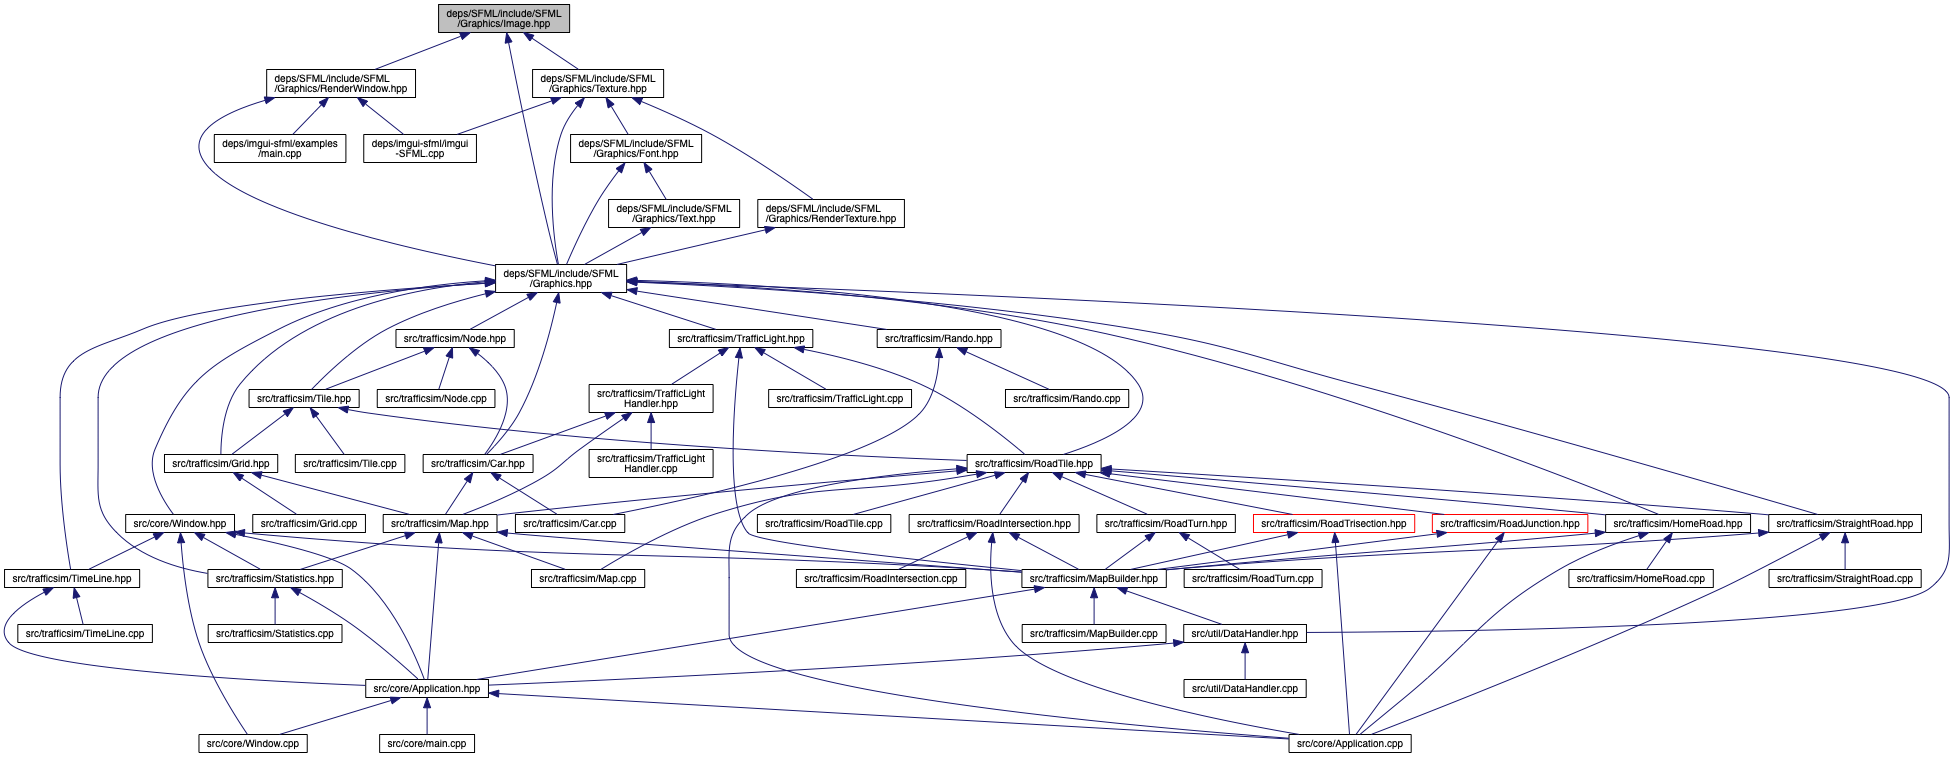 deps/SFML/include/SFML
/Graphics/Image.hpp
deps/SFML/include/SFML
/Graphics/RenderWindow.hpp
deps/SFML/include/SFML
/Graphics/Texture.hpp
deps/imgui-sfml/examples
/main.cpp
deps/imgui-sfml/imgui
-SFML.cpp
deps/SFML/include/SFML
/Graphics/Font.hpp
deps/SFML/include/SFML
/Graphics/Text.hpp
deps/SFML/include/SFML
/Graphics/RenderTexture.hpp
deps/SFML/include/SFML
/Graphics.hpp
src/trafficsim/Node.hpp
src/trafficsim/TrafficLight.hpp
src/trafficsim/Rando.hpp
src/trafficsim/Tile.hpp
src/trafficsim/Node.cpp
src/trafficsim/TrafficLight
Handler.hpp
src/trafficsim/TrafficLight.cpp
src/trafficsim/Rando.cpp
src/trafficsim/Grid.hpp
src/trafficsim/Tile.cpp
src/trafficsim/Car.hpp
src/trafficsim/TrafficLight
Handler.cpp
src/trafficsim/RoadTile.hpp
src/core/Window.hpp
src/trafficsim/Grid.cpp
src/trafficsim/Map.hpp
src/trafficsim/Car.cpp
src/trafficsim/RoadTile.cpp
src/trafficsim/RoadIntersection.hpp
src/trafficsim/RoadTurn.hpp
src/trafficsim/RoadTrisection.hpp
src/trafficsim/RoadJunction.hpp
src/trafficsim/HomeRoad.hpp
src/trafficsim/StraightRoad.hpp
src/trafficsim/TimeLine.hpp
src/trafficsim/Statistics.hpp
src/trafficsim/Map.cpp
src/trafficsim/RoadIntersection.cpp
src/trafficsim/MapBuilder.hpp
src/trafficsim/RoadTurn.cpp
src/trafficsim/HomeRoad.cpp
src/trafficsim/StraightRoad.cpp
src/trafficsim/TimeLine.cpp
src/trafficsim/Statistics.cpp
src/trafficsim/MapBuilder.cpp
src/util/DataHandler.hpp
src/core/Application.hpp
src/util/DataHandler.cpp
src/core/Window.cpp
src/core/main.cpp
src/core/Application.cpp